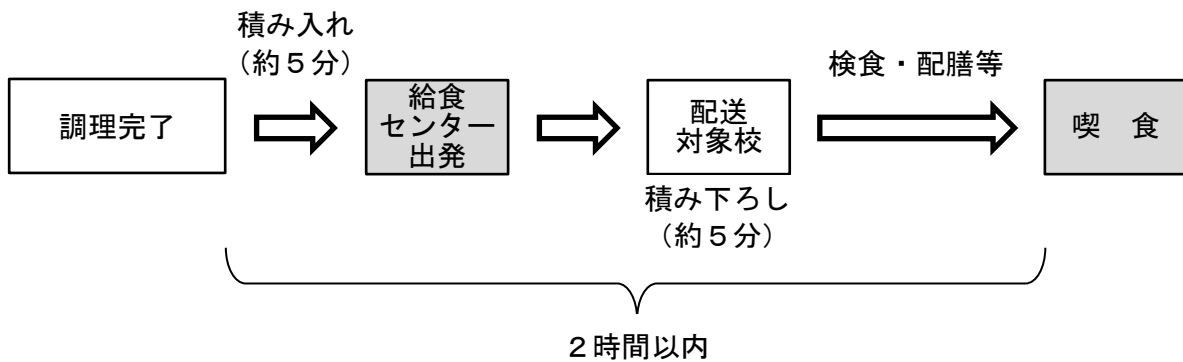 積み入れ
（約５分）
検食・配膳等
調理完了
給食
センター
出発
配送
対象校
喫　食
積み下ろし
（約５分）
２時間以内